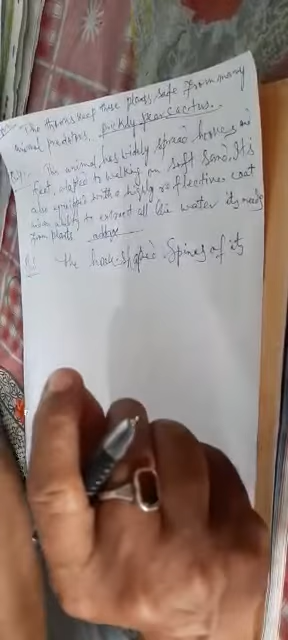 The thorns keep these plants safe from many
animal predators. prickly pear cactus.
The animal has widely spread hooves on
feet, adapted to walking on soft sand. It's
also equipped with a highly reflective coat
ability to extract all the water its needs
from plants. addax
The hook-shaped spines of its